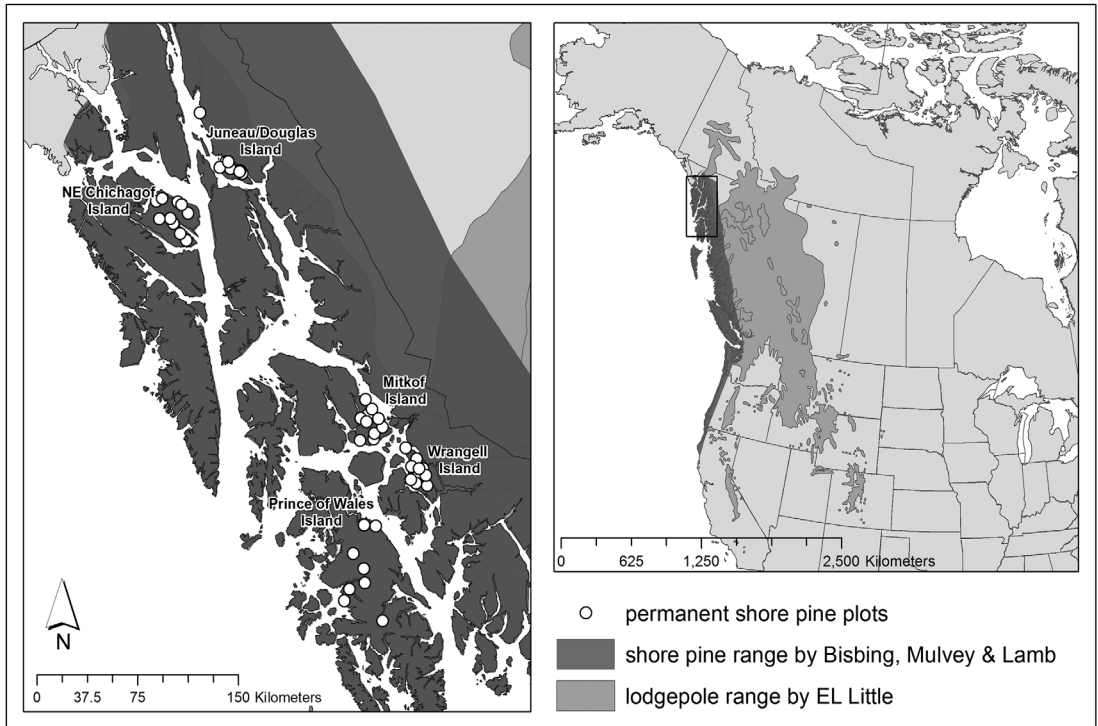 Juneau/Douglas
Island
NE Chichagof
Island
Mitkof
Island
Wrangell
Island
Prince of Wales
Island
N
0 37.5 75 150 Kilometers
0 625 1,250 2,500 Kilometers
permanent shore pine plots
shore pine range by Bisbing, Mulvey & Lamb
lodgepole range by EL Little